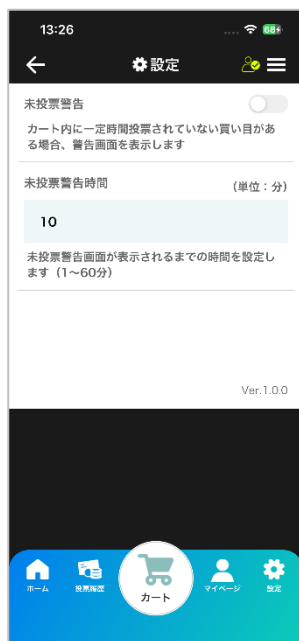 13:26
68
設定
未投票警告
カート内に一定時間投票されていない買い目があ
る場合、警告画面を表示します
未投票警告時間
(単位：分)
10
未投票警告画面が表示されるまでの時間を設定し
ます（1〜60分）
Ver.1.0.0
ホーム
投票履歴
カート
マイページ
設定